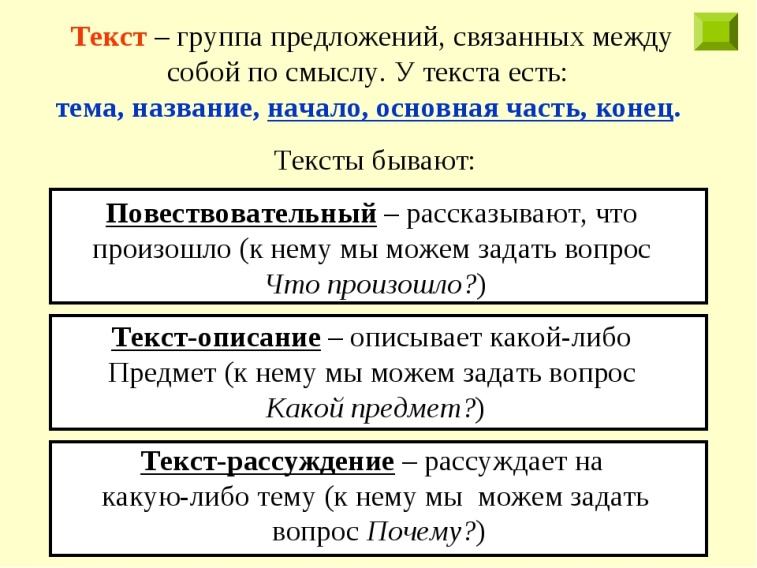 Текст – группа предложений, связанных между
собой по смыслу. У текста есть:
тема, название, начало, основная часть, конец.
Тексты бывают:
Повествовательный – рассказывают, что
произошло (к нему мы можем задать вопрос
Что произошло?)
Текст-описание – описывает какой-либо
Предмет (к нему мы можем задать вопрос
Какой предмет?)
Текст-рассуждение – рассуждает на
какую-либо тему (к нему мы  можем задать
вопрос Почему?)